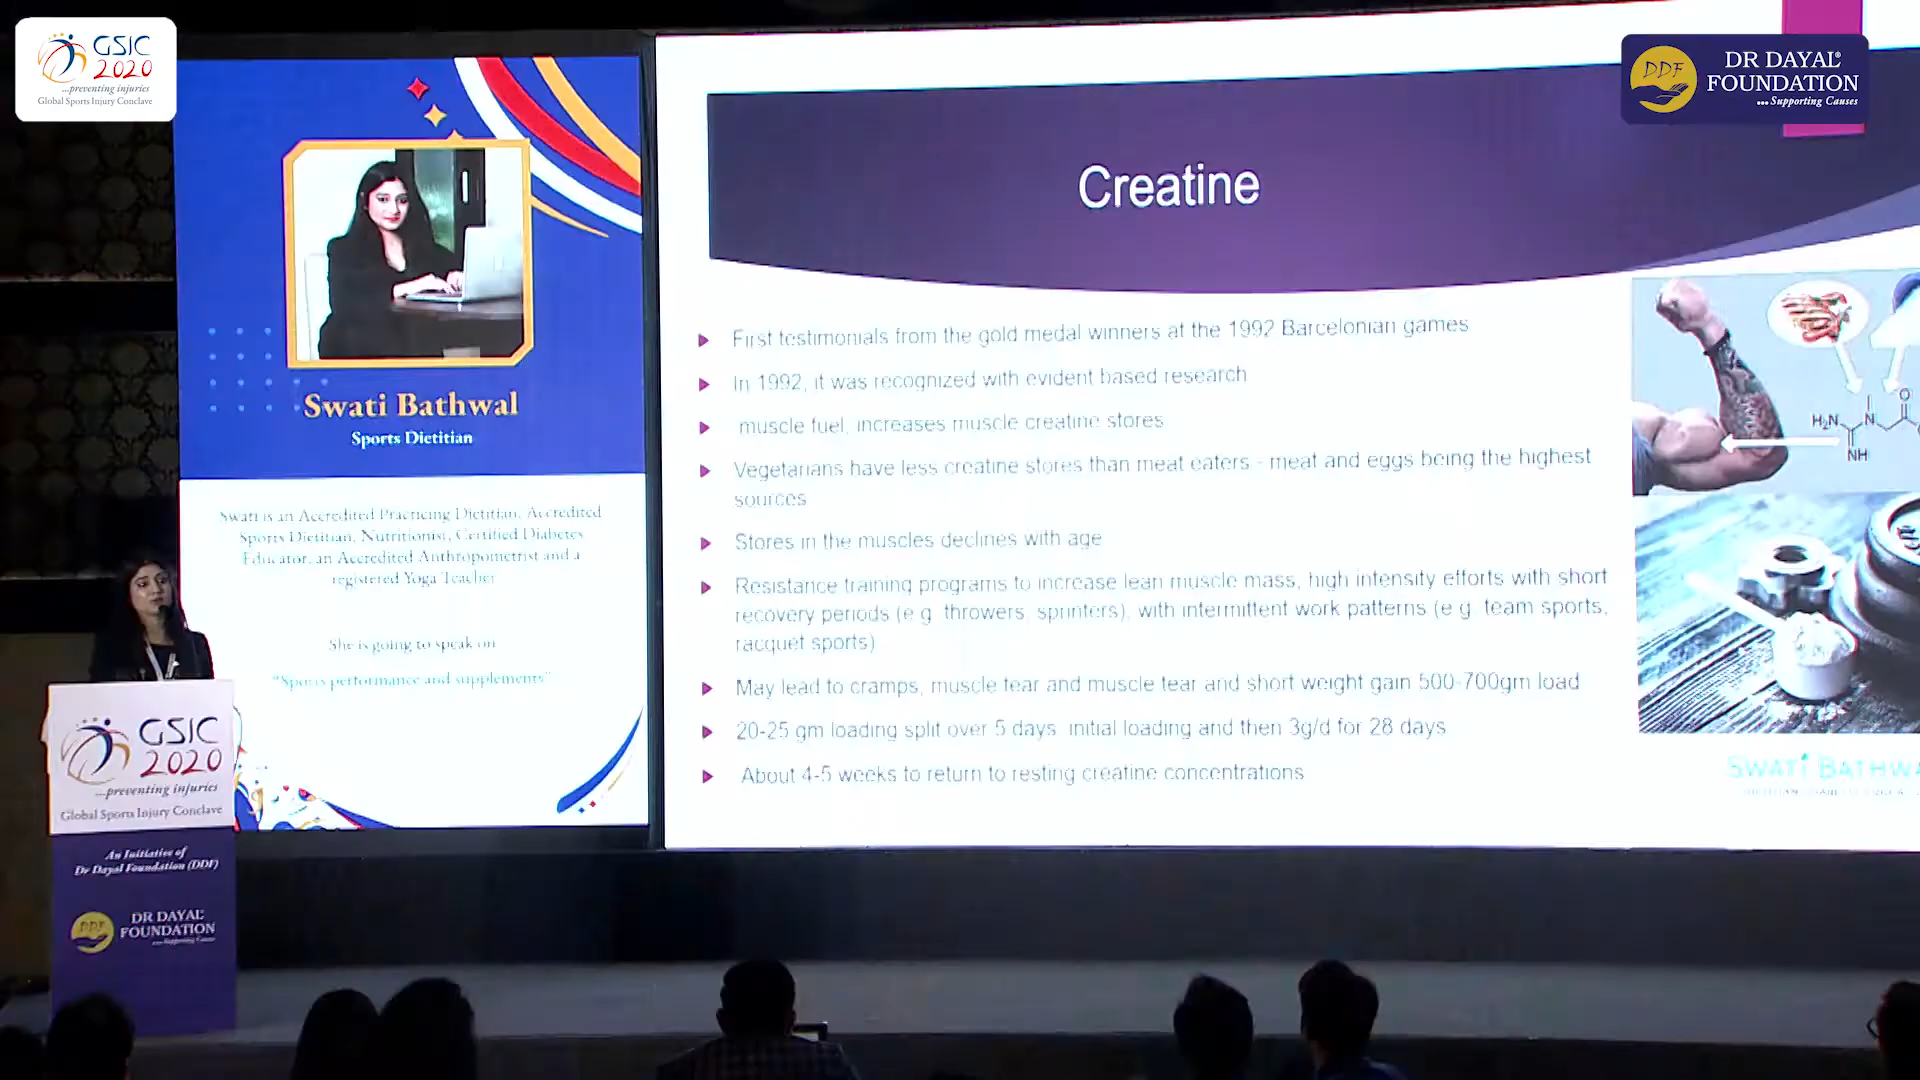 GSIC
2020
...preventing injuries
Global Sports Injury Conclave
DDF
DR DAYAL®
FOUNDATION
...Supporting Causes
Swati Bathwal
Sports Dietitian
Swati is an Accredited Practicing Dietitian, Accredited
Sports Dietitian, Nutritionist, Certified Diabetes
Educator, an Accredited Anthropometrist and a
registered Yoga Teacher
She is going to speak on
"Sports performance and supplements"
Creatine
First testimonials from the gold medal winners at the 1992 Barcelonian games
In 1992, it was recognized with evident based research
muscle fuel, increases muscle creatine stores
Vegetarians have less creatine stores than meat eaters - meat and eggs being the highest
sources
Stores in the muscles declines with age
Resistance training programs to increase lean muscle mass, high intensity efforts with short
recovery periods (e.g. throwers, sprinters), with intermittent work patterns (e.g. team sports,
racquet sports)
May lead to cramps, muscle tear and muscle tear and short weight gain 500-700gm load
20-25 gm loading split over 5 days initial loading and then 3g/d for 28 days
About 4-5 weeks to return to resting creatine concentrations
H₂N
N
O
NH
SWATI BATHWA
GSIC
2020
...preventing injuries
Global Sports Injury Conclave
An Initiative of
Dr Dayal Foundation (DDF)
DDF
DR DAYAL®
FOUNDATION
...Supporting Causes